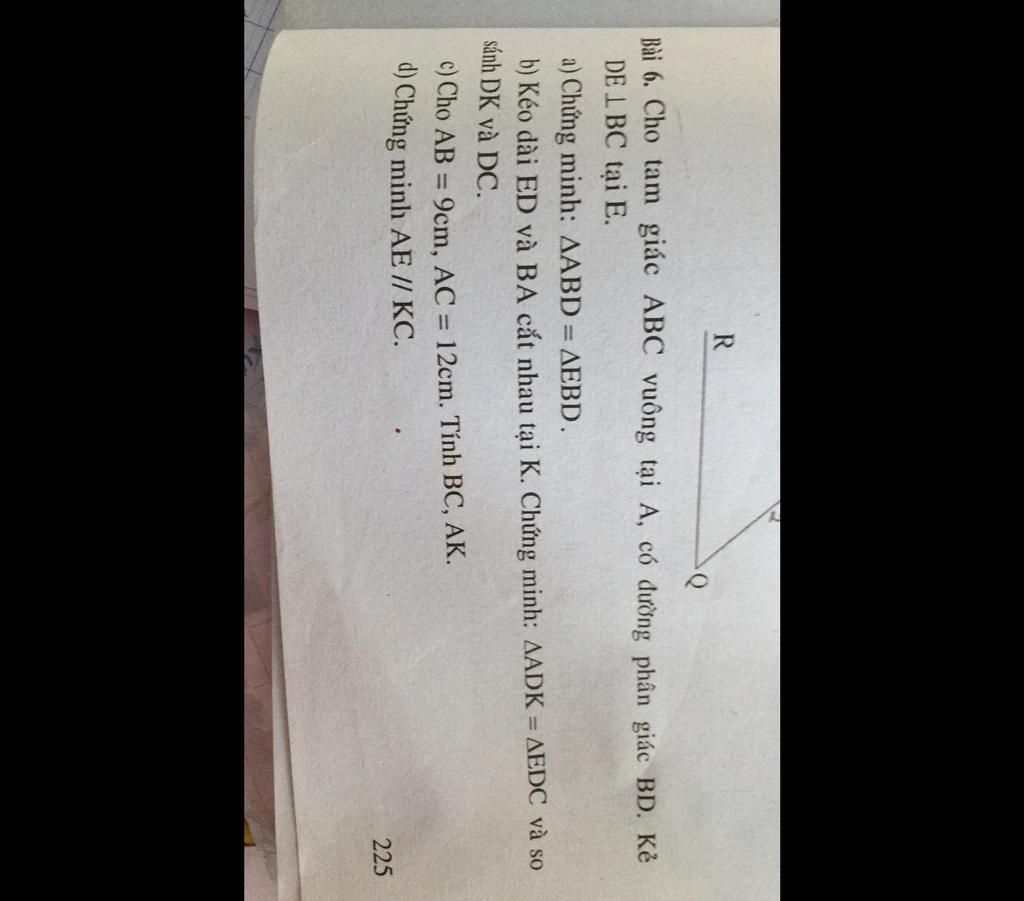 R
Q
Bài 6. Cho tam giác ABC vuông tại A, có đường phân giác BD. Kẻ
DE ⊥ BC tại E.
a) Chứng minh: ΔABD = ΔEBD.
b) Kéo dài ED và BA cắt nhau tại K. Chứng minh: ΔADK = ΔEDC và so
sánh DK và DC.
c) Cho AB = 9cm, AC = 12cm. Tính BC, AK.
d) Chứng minh AE // KC.
225